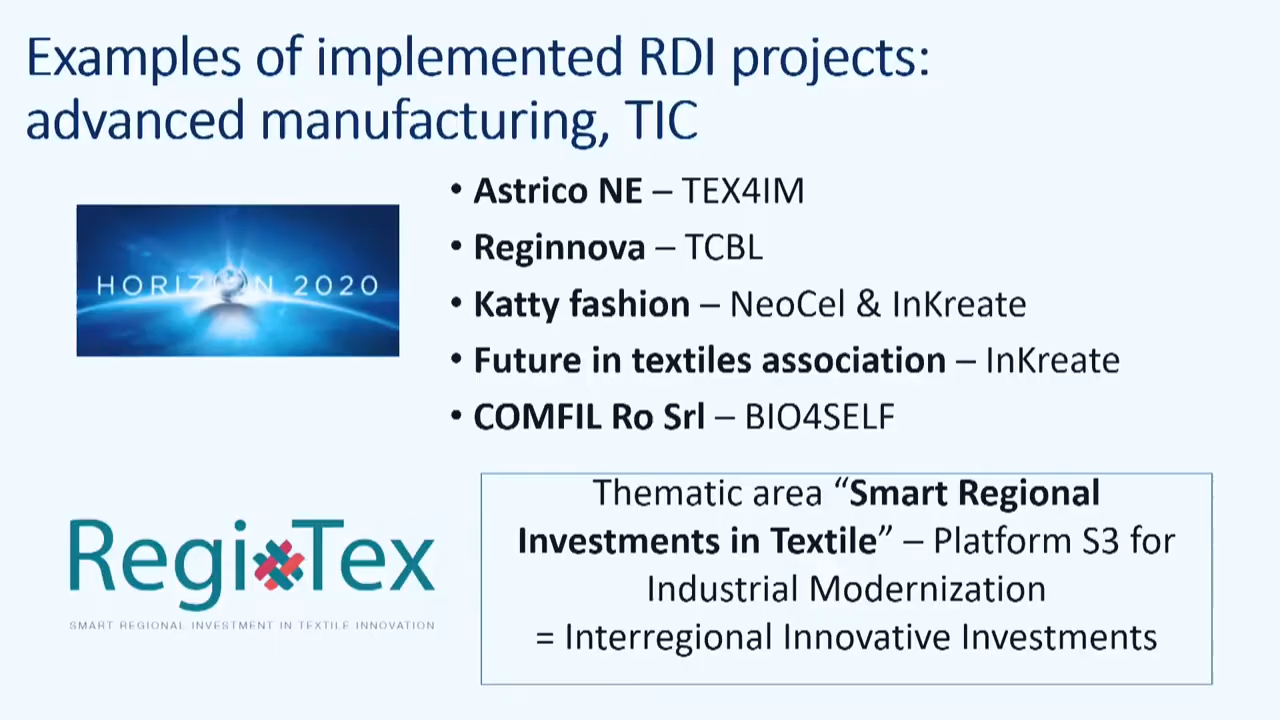 Examples of implemented RDI projects:
advanced manufacturing, TIC
HORIZON 2020
• Astrico NE – TEX4IM
• Reginnova – TCBL
• Katty fashion – NeoCel & InKreate
• Future in textiles association – InKreate
• COMFIL Ro Srl – BIO4SELF
RegioTex
SMART REGIONAL INVESTMENT IN TEXTILE INNOVATION
Thematic area “Smart Regional
Investments in Textile” – Platform S3 for
Industrial Modernization
= Interregional Innovative Investments